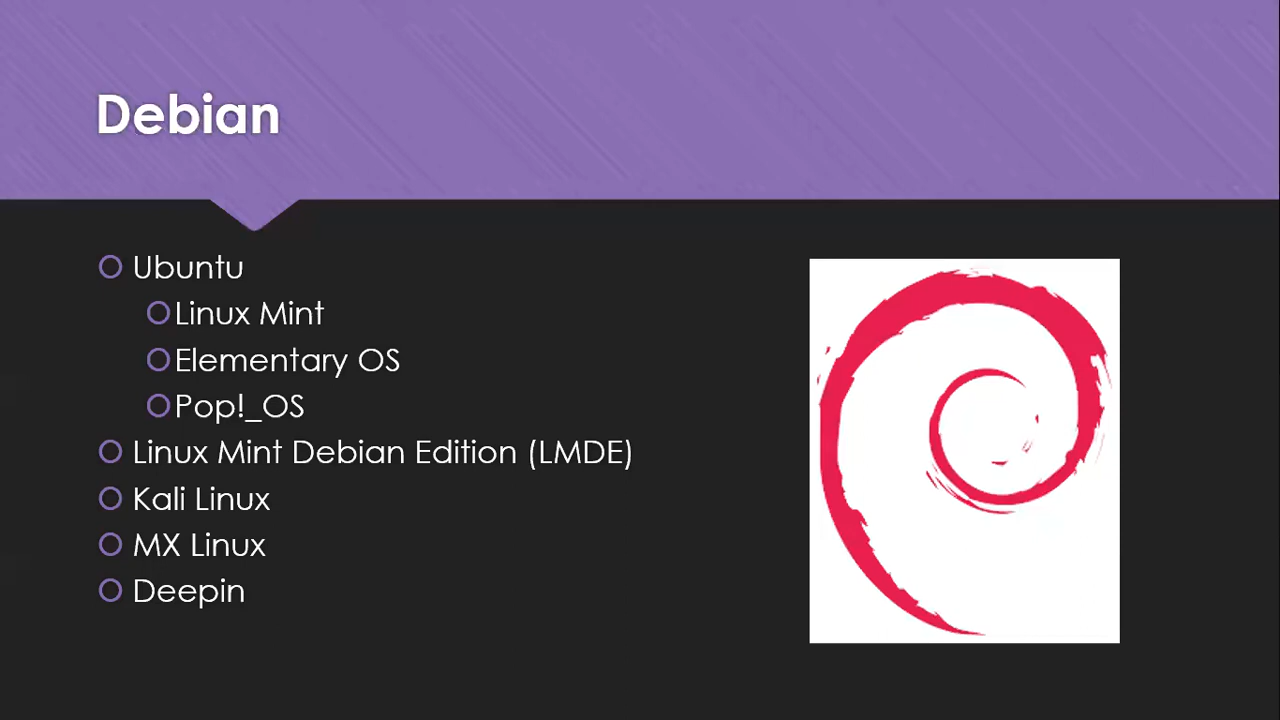 Debian
Ubuntu
Linux Mint
Elementary OS
Pop!_OS
Linux Mint Debian Edition (LMDE)
Kali Linux
MX Linux
Deepin